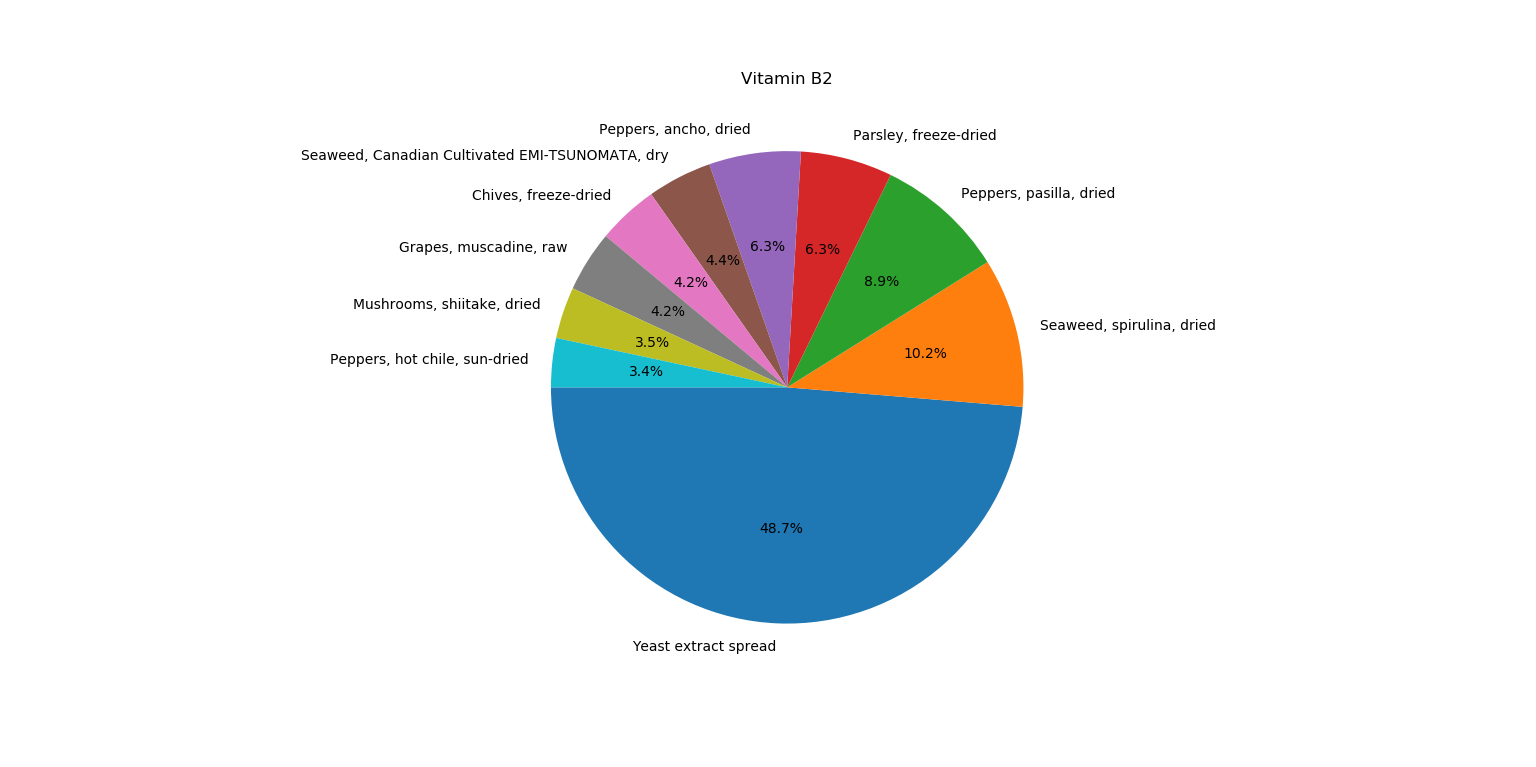 Vitamin B2
Peppers, ancho, dried
Parsley, freeze-dried
Seaweed, Canadian Cultivated EMI-TSUNOMATA, dry
Chives, freeze-dried
Peppers, pasilla, dried
Grapes, muscadine, raw
6.3%
6.3%
4.4%
4.2%
8.9%
Mushrooms, shiitake, dried
4.2%
Seaweed, spirulina, dried
3.5%
10.2%
Peppers, hot chile, sun-dried
3.4%
48.7%
Yeast extract spread